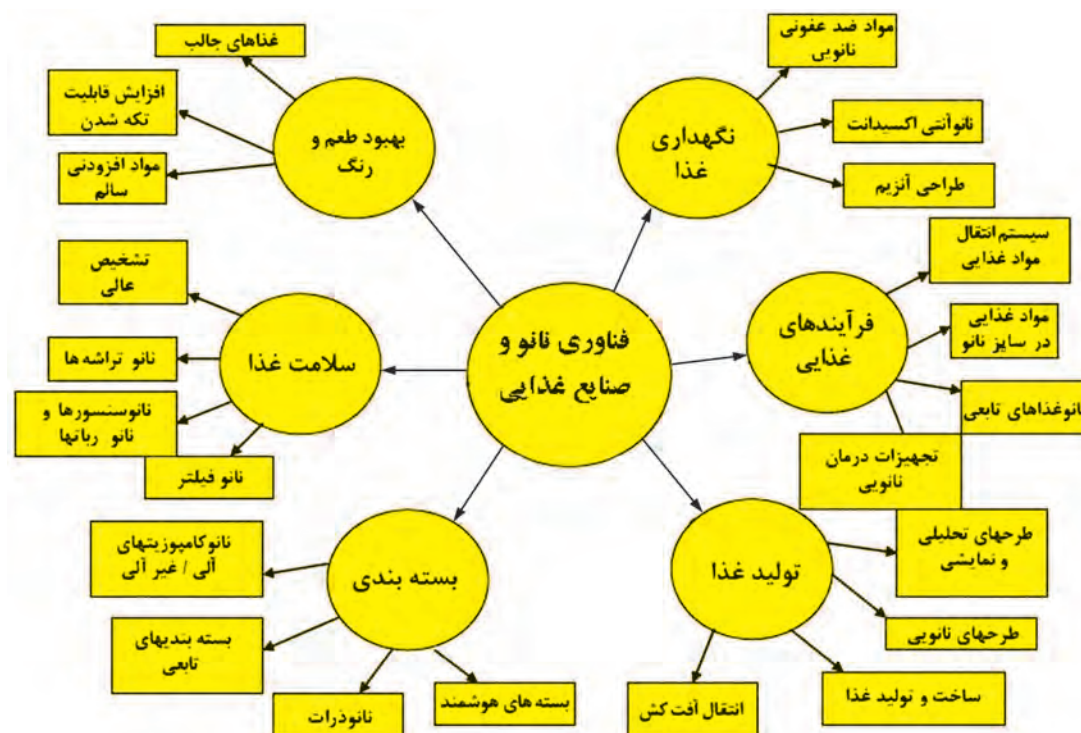 غذاهای جالب
افزایش قابلیت
تکه شدن
مواد افزودنی
سالم
بهبود طعم و
رنگ
مواد ضد عفونی
نانویی
نانوآنتی اکسیدانت
طراحی آنزیم
نگهداری
غذا
سیستم انتقال
مواد غذایی
مواد غذایی
در سایز نانو
نانوغذاهای تابعی
تجهیزات درمان
نانویی
فرآیندهای
غذایی
فناوری نانو و
صنایع غذایی
تشخیص
عالی
نانو تراشه ها
نانوسنسورها و
نانو رباتها
نانو فیلتر
سلامت غذا
نانوکامپوزیتهای
آلی / غیر آلی
بسته بندیهای
تابعی
نانوذرات
بسته های هوشمند
بسته بندی
طرحهای تحلیلی
و نمایشی
طرحهای نانویی
ساخت و تولید غذا
انتقال آفت کش
تولید غذا